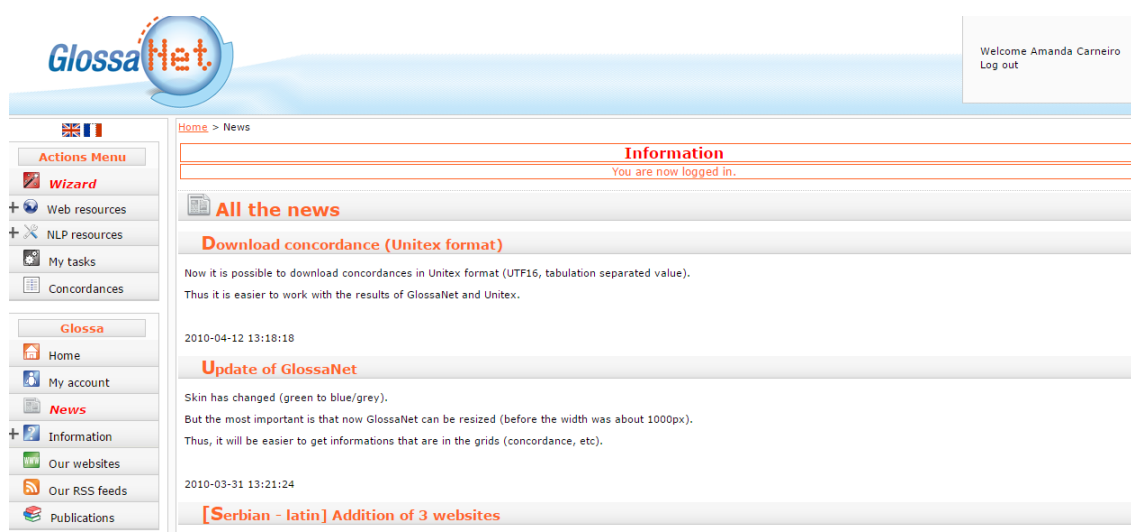 GlossaNet
Welcome Amanda Carneiro
Log out
Home > News
Actions Menu
Wizard
+ Web resources
+ NLP resources
My tasks
Concordances
Glossa
Home
My account
News
+ Information
www
Our websites
Our RSS feeds
Publications
Information
You are now logged in.
All the news
Download concordance (Unitex format)
Now it is possible to download concordances in Unitex format (UTF16, tabulation separated value).
Thus it is easier to work with the results of GlossaNet and Unitex.
2010-04-12 13:18:18
Update of GlossaNet
Skin has changed (green to blue/grey).
But the most important is that now GlossaNet can be resized (before the width was about 1000px).
Thus, it will be easier to get informations that are in the grids (concordance, etc).
2010-03-31 13:21:24
[Serbian - latin] Addition of 3 websites